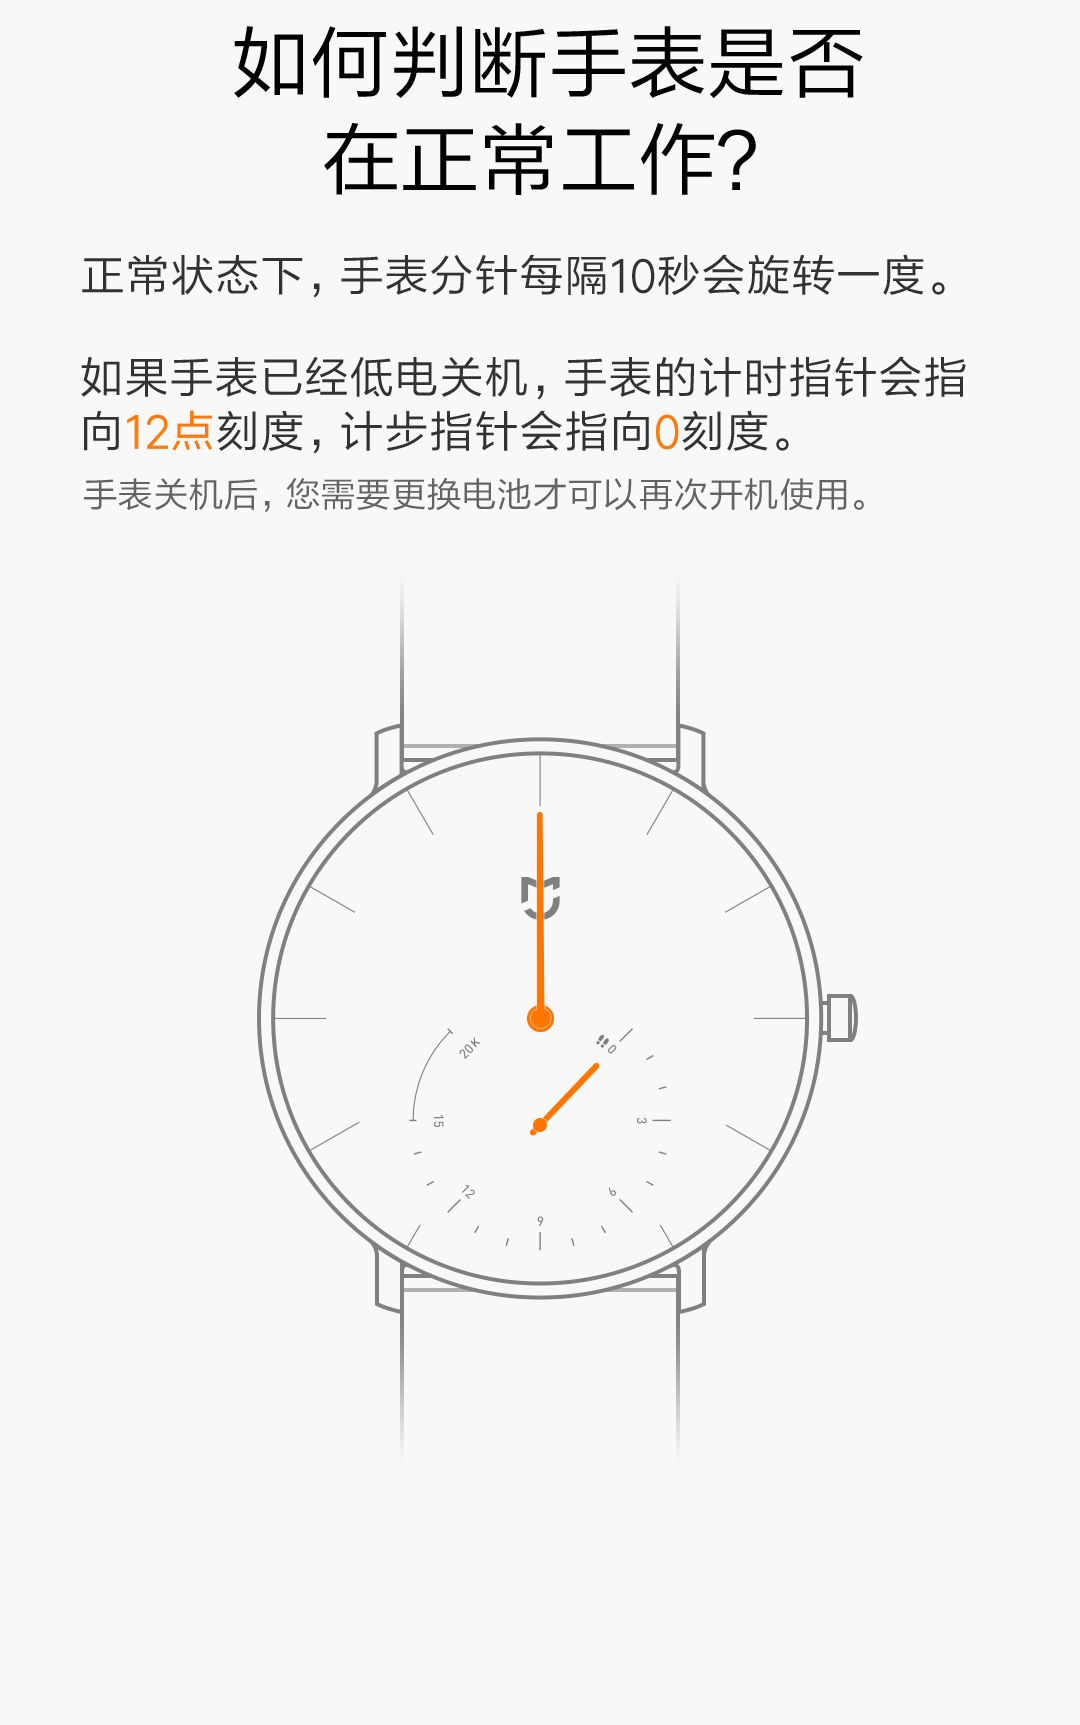 如何判断手表是否
在正常工作?
正常状态下，手表分针每隔10秒会旋转一度。
如果手表已经低电关机，手表的计时指针会指
向12点刻度，计步指针会指向0刻度。
手表关机后，您需要更换电池才可以再次开机使用。
20K
0
15
3
12
6
9